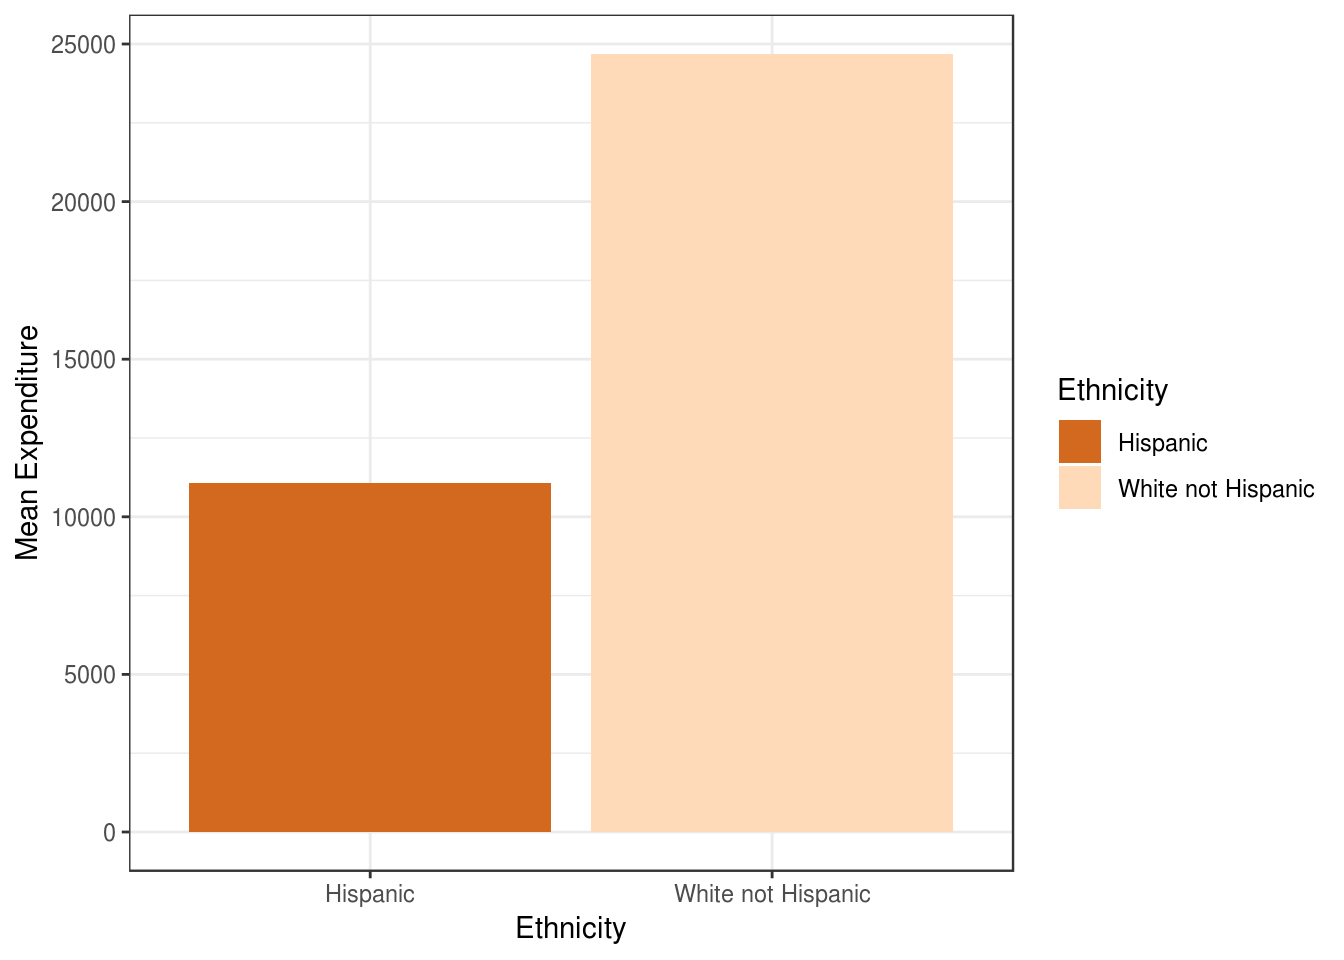 25000
20000
15000
10000
5000
0
Mean Expenditure
Hispanic
White not Hispanic
Ethnicity
Ethnicity
Hispanic
White not Hispanic